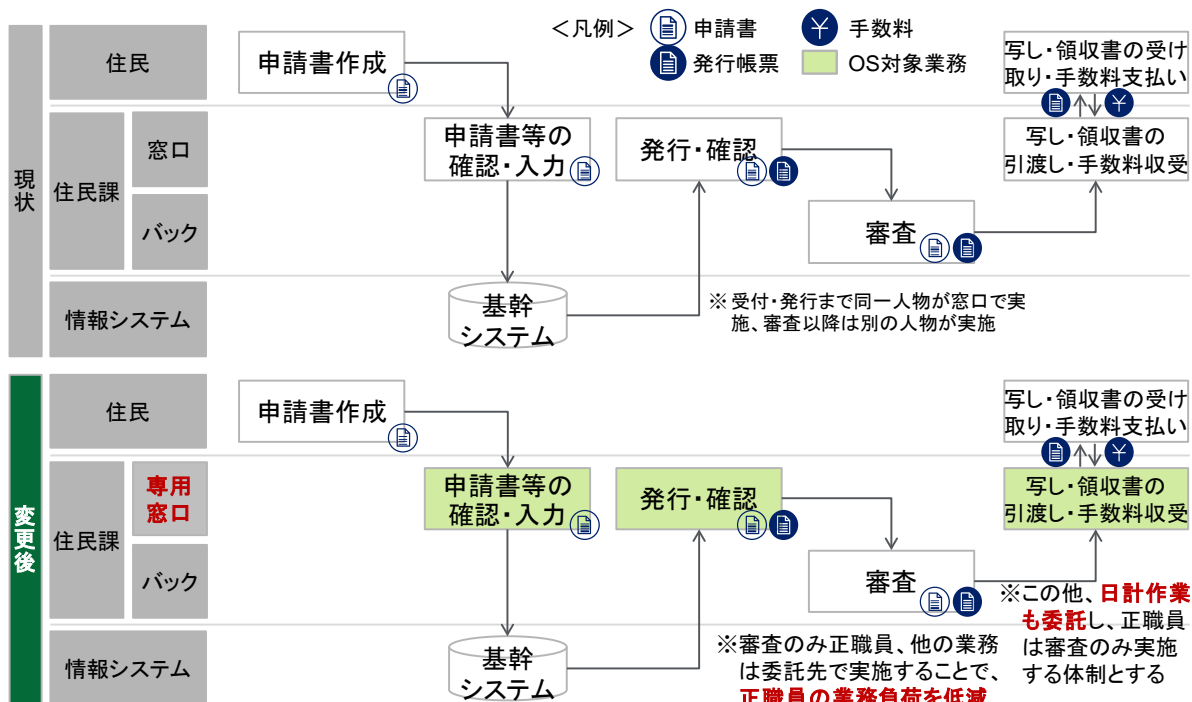 <凡例>
申請書
手数料
発行帳票
OS対象業務
現状
住民
申請書作成
写し・領収書の受け
取り・手数料支払い
住民課
窓口
申請書等の
確認・入力
発行・確認
写し・領収書の
引渡し・手数料収受
バック
審査
情報システム
基幹
システム
※受付・発行まで同一人物が窓口で実
施、審査以降は別の人物が実施
変更後
住民
申請書作成
写し・領収書の受け
取り・手数料支払い
住民課
専用
窓口
申請書等の
確認・入力
発行・確認
写し・領収書の
引渡し・手数料収受
バック
審査
※この他、日計作業
も委託し、正職員
は審査のみ実施
する体制とする
情報システム
基幹
システム
※審査のみ正職員、他の業務
は委託先で実施することで、
正職員の業務負荷を低減